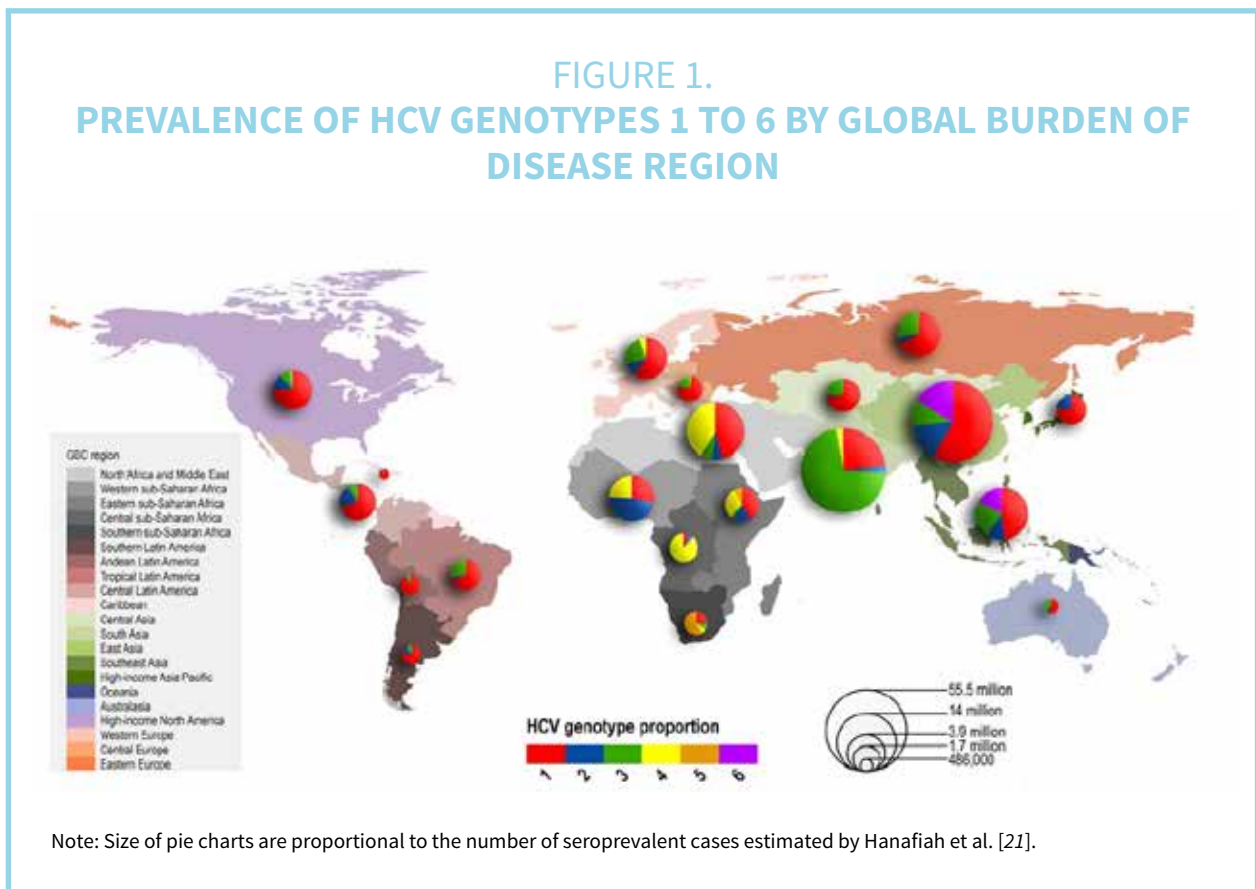 FIGURE 1.
PREVALENCE OF HCV GENOTYPES 1 TO 6 BY GLOBAL BURDEN OF
DISEASE REGION
GBC region
North Africa and Middle East
Western sub-Saharan Africa
Eastern sub-Saharan Africa
Central sub-Saharan Africa
Southern sub-Saharan Africa
Southern Latin America
Andean Latin America
Tropical Latin America
Central Latin America
Caribbean
Central Asia
South Asia
East Asia
Southeast Asia
High-income Asia Pacific
Oceania
Australasia
High-income North America
Western Europe
Central Europe
Eastern Europe
HCV genotype proportion
1 2 3 4 5 6
55.5 million
14 million
3.9 million
1.7 million
486,000
Note: Size of pie charts are proportional to the number of seroprevalent cases estimated by Hanafiah et al. [21].